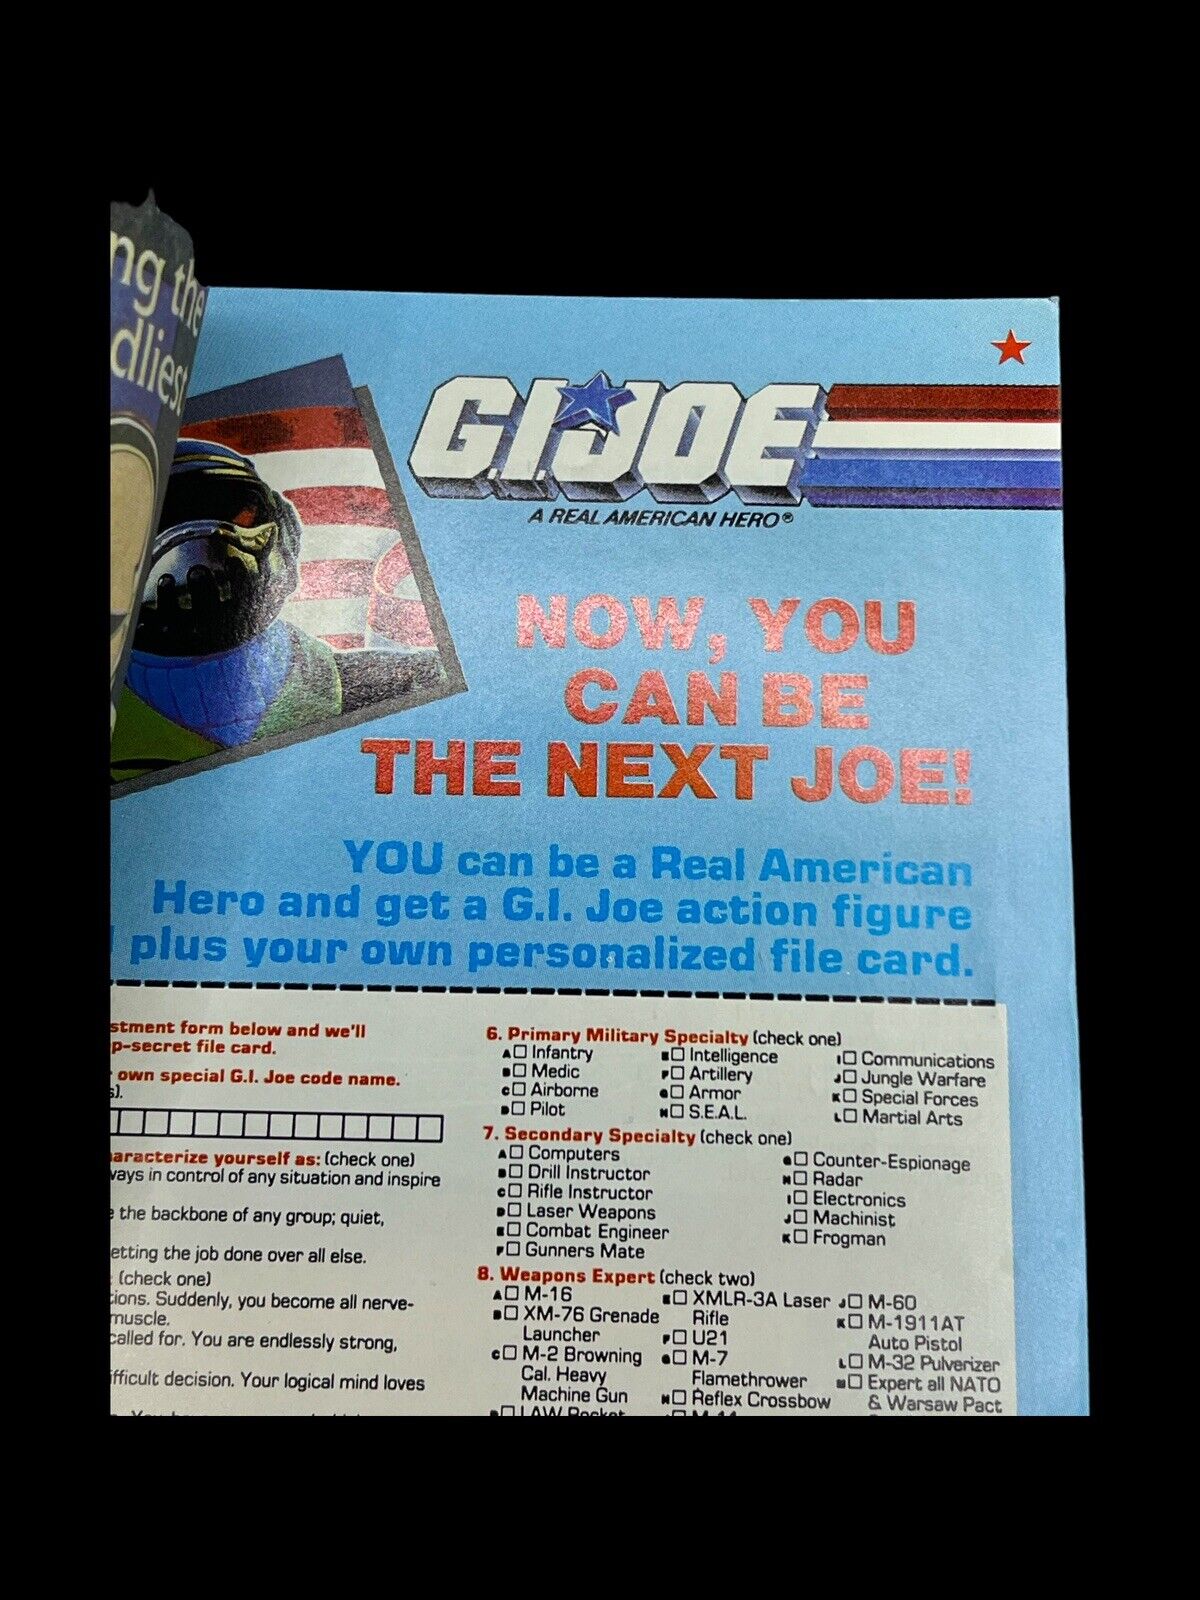 ng the
dliest
G.I. JOE
A REAL AMERICAN HERO®
NOW, YOU
CAN BE
THE NEXT JOE!
YOU can be a Real American
Hero and get a G.I. Joe action figure
plus your own personalized file card.
stment form below and we'll
p-secret file card.
own special G.I. Joe code name.
s).
aracterize yourself as: (check one)
ways in control of any situation and inspire
the backbone of any group; quiet,
etting the job done over all else.
: (check one)
tions. Suddenly, you become all nerve-
muscle.
called for. You are endlessly strong,
ifficult decision. Your logical mind loves
6. Primary Military Specialty (check one)
A□ Infantry E□ Intelligence I□ Communications
B□ Medic F□ Artillery J□ Jungle Warfare
C□ Airborne G□ Armor K□ Special Forces
D□ Pilot H□ S.E.A.L. L□ Martial Arts
7. Secondary Specialty (check one)
A□ Computers G□ Counter-Espionage
B□ Drill Instructor H□ Radar
C□ Rifle Instructor I□ Electronics
D□ Laser Weapons J□ Machinist
E□ Combat Engineer K□ Frogman
F□ Gunners Mate
8. Weapons Expert (check two)
A□ M-16 E□ XMLR-3A Laser J□ M-60
B□ XM-76 Grenade Rifle K□ M-1911AT
Launcher F□ U21 Auto Pistol
C□ M-2 Browning G□ M-7 L□ M-32 Pulverizer
Cal. Heavy Flamethrower M□ Expert all NATO
Machine Gun H□ Reflex Crossbow & Warsaw Pact
D□ LAW Rocket I□ M-14